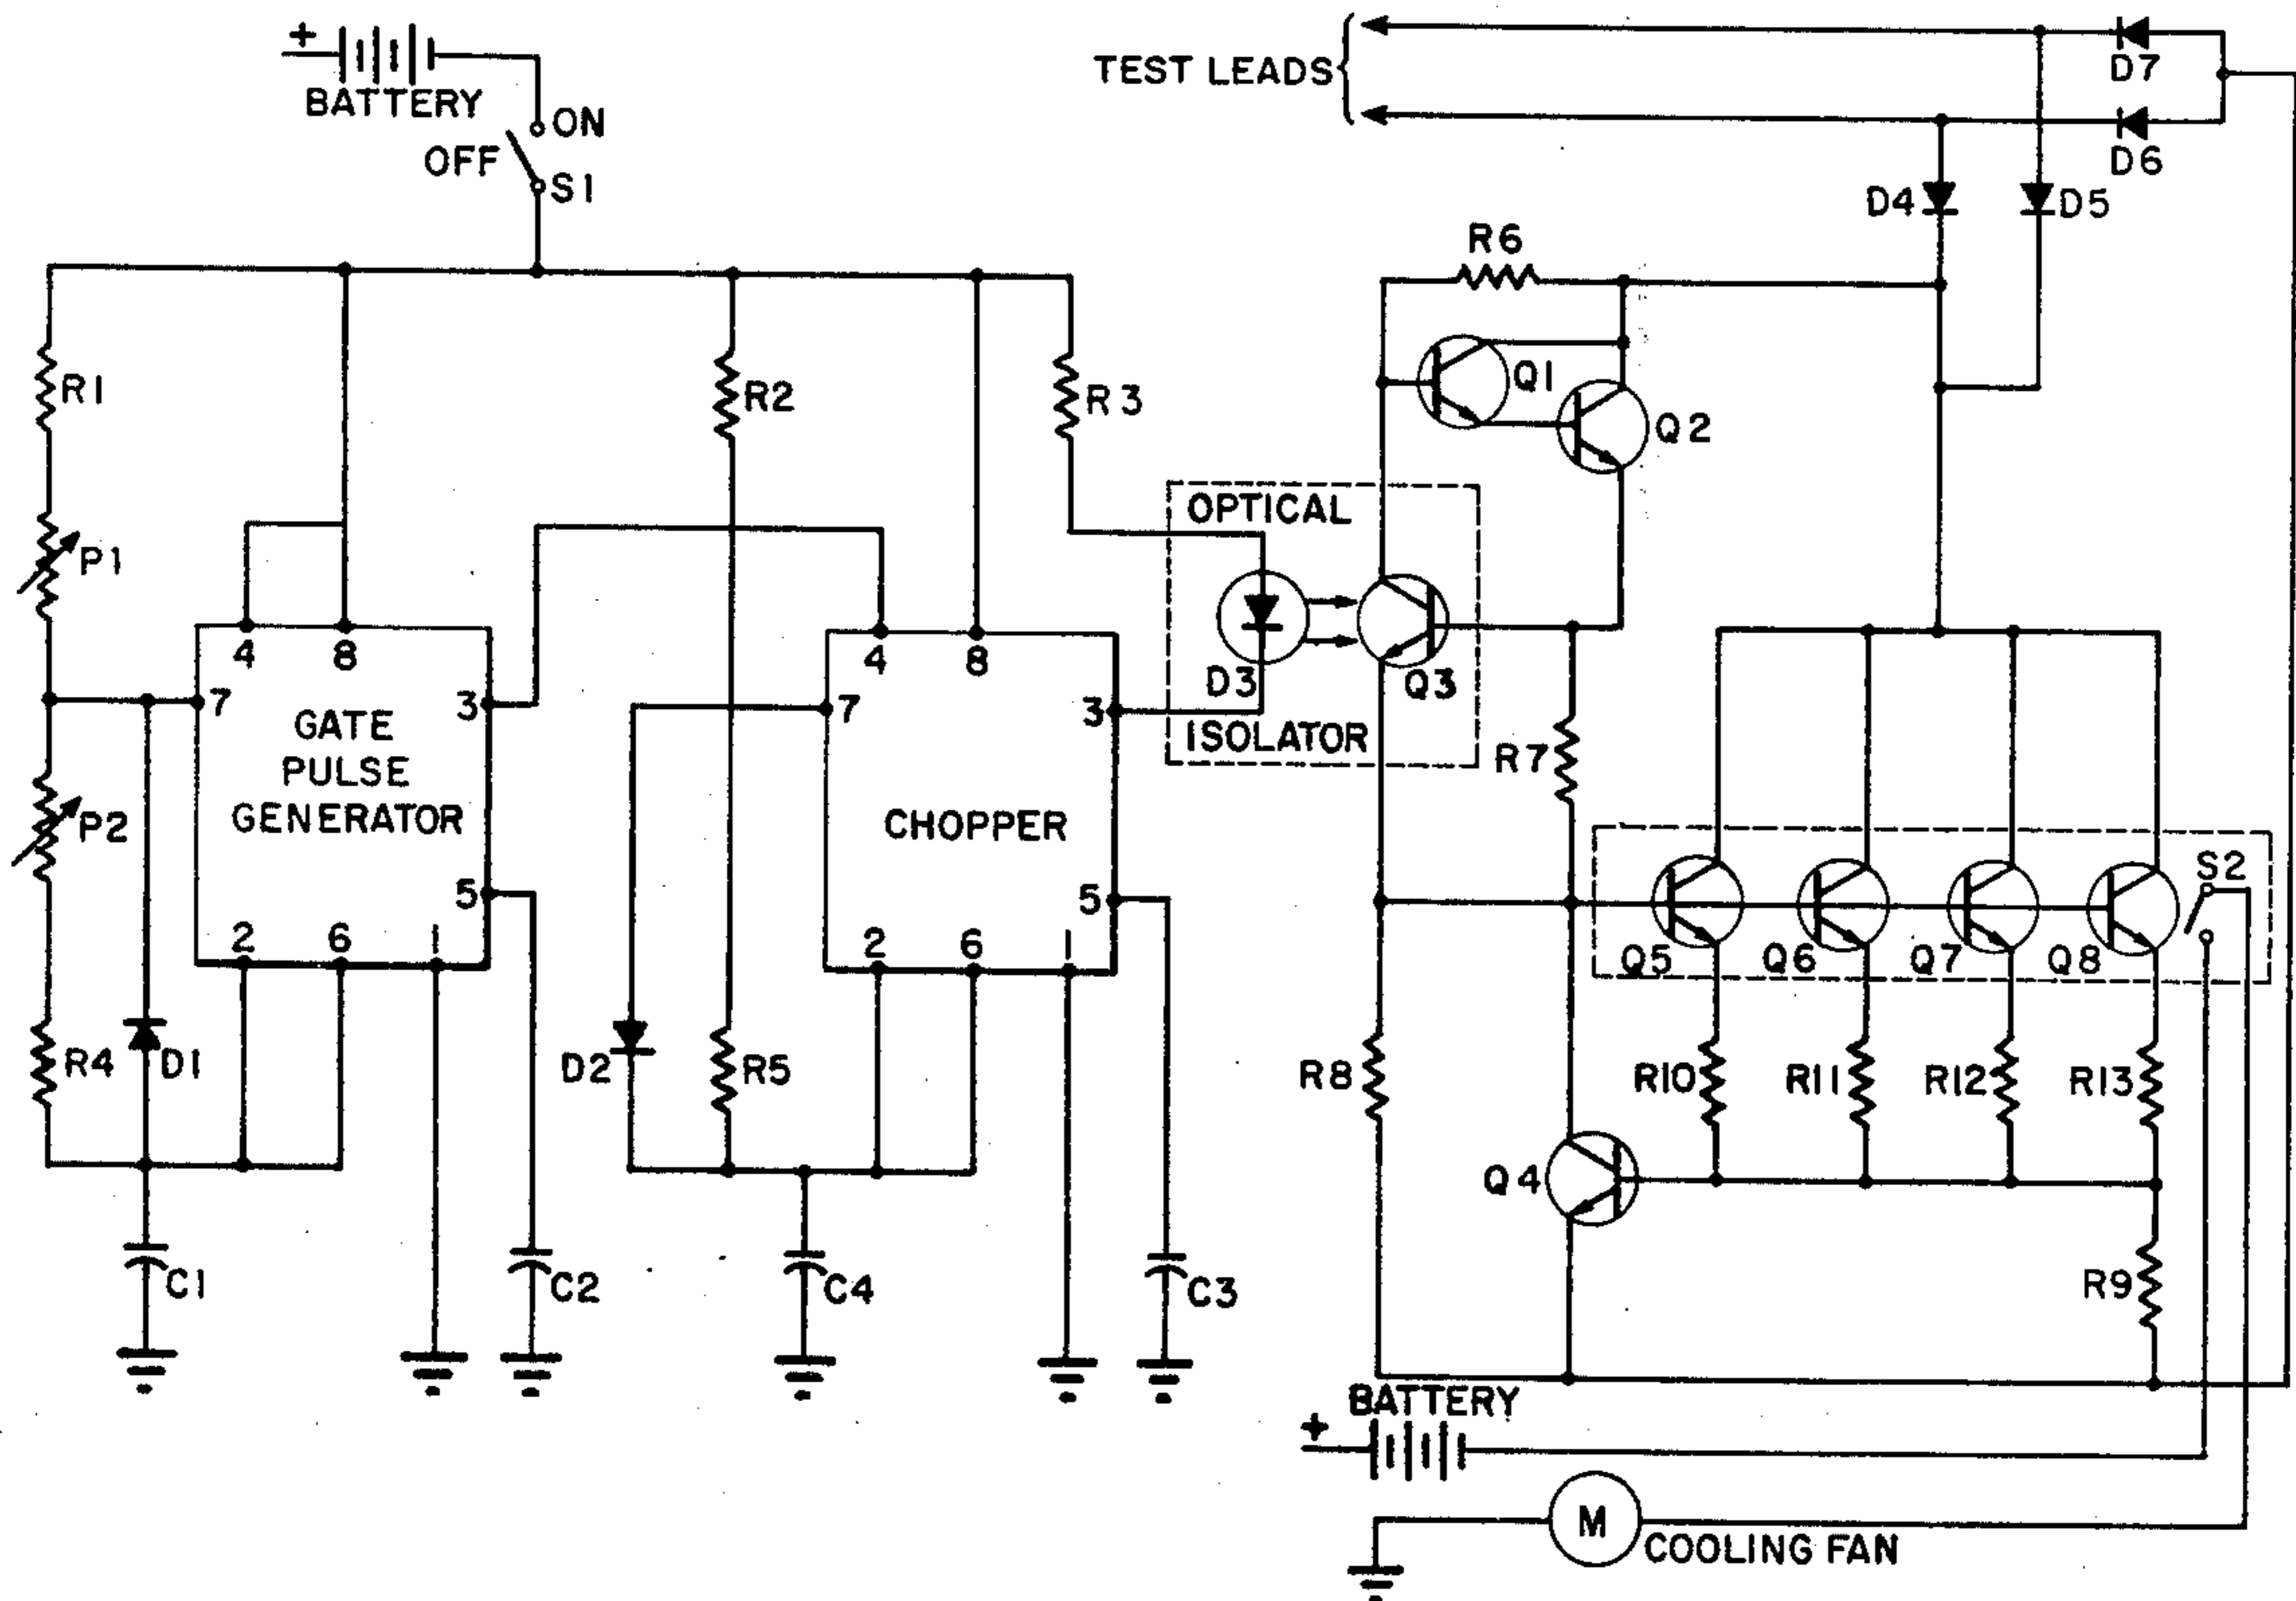 +
BATTERY
ON
OFF
S1
TEST LEADS
D7
D6
D4
D5
R6
R1
R2
R3
Q1
Q2
P1
OPTICAL
ISOLATOR
D3
Q3
4
8
7
3
GATE
PULSE
GENERATOR
5
2
6
1
4
8
7
3
CHOPPER
5
2
6
1
P2
R7
S2
Q5
Q6
Q7
Q8
R4
D1
D2
R5
R8
R10
R11
R12
R13
Q4
R9
C1
C2
C4
C3
+
BATTERY
M
COOLING FAN